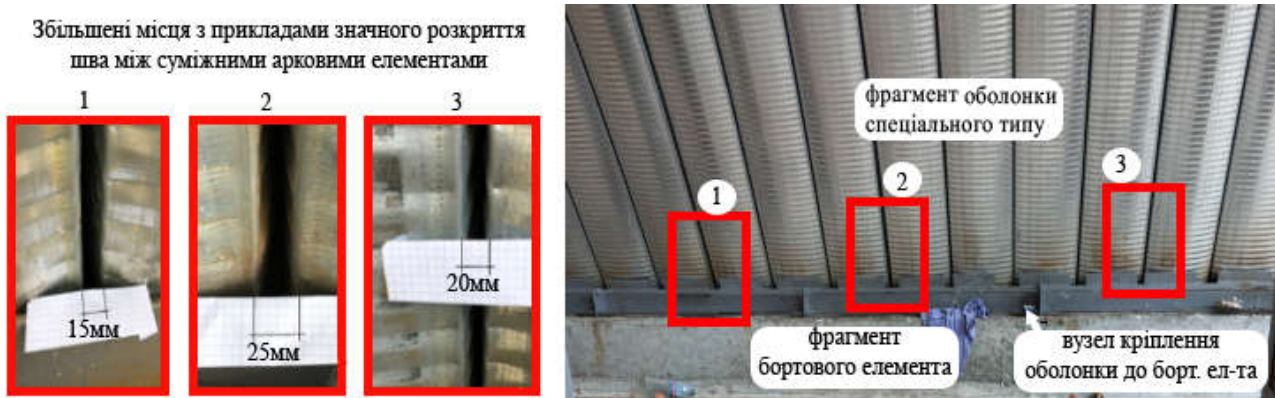 Збільшені місця з прикладами значного розкриття
шва між суміжними арковими елементами
1
2
3
15мм
25мм
20мм
фрагмент оболонки
спеціального типу
1
2
3
фрагмент
бортового елемента
вузел кріплення
оболонки до борт. ел-та